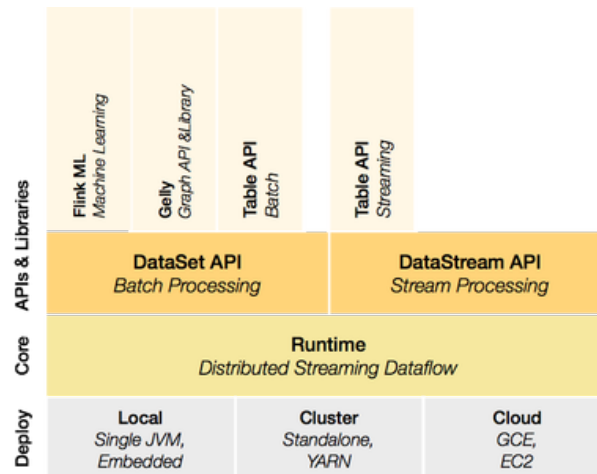 APIs & Libraries
Flink ML
Machine Learning
Gelly
Graph API &Library
Table API
Batch
Table API
Streaming
DataSet API
Batch Processing
DataStream API
Stream Processing
Core
Runtime
Distributed Streaming Dataflow
Deploy
Local
Single JVM,
Embedded
Cluster
Standalone,
YARN
Cloud
GCE,
EC2